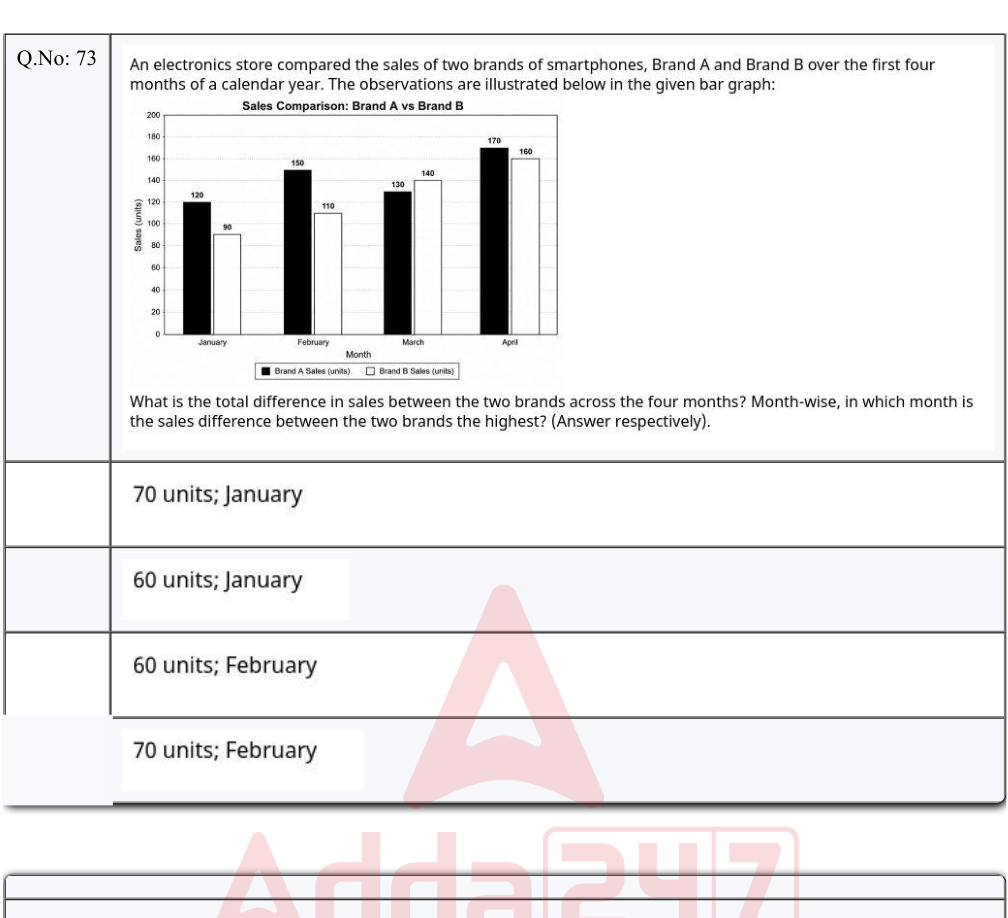 Q.No: 73
An electronics store compared the sales of two brands of smartphones, Brand A and Brand B over the first four
months of a calendar year. The observations are illustrated below in the given bar graph:
Sales Comparison: Brand A vs Brand B
200
180
160
140
120
100
80
60
40
20
0
Sales (units)
120
90
150
110
130
140
170
160
January February March April
Month
Brand A Sales (units) Brand B Sales (units)
What is the total difference in sales between the two brands across the four months? Month-wise, in which month is
the sales difference between the two brands the highest? (Answer respectively).
70 units; January
60 units; January
60 units; February
70 units; February
Adda 247